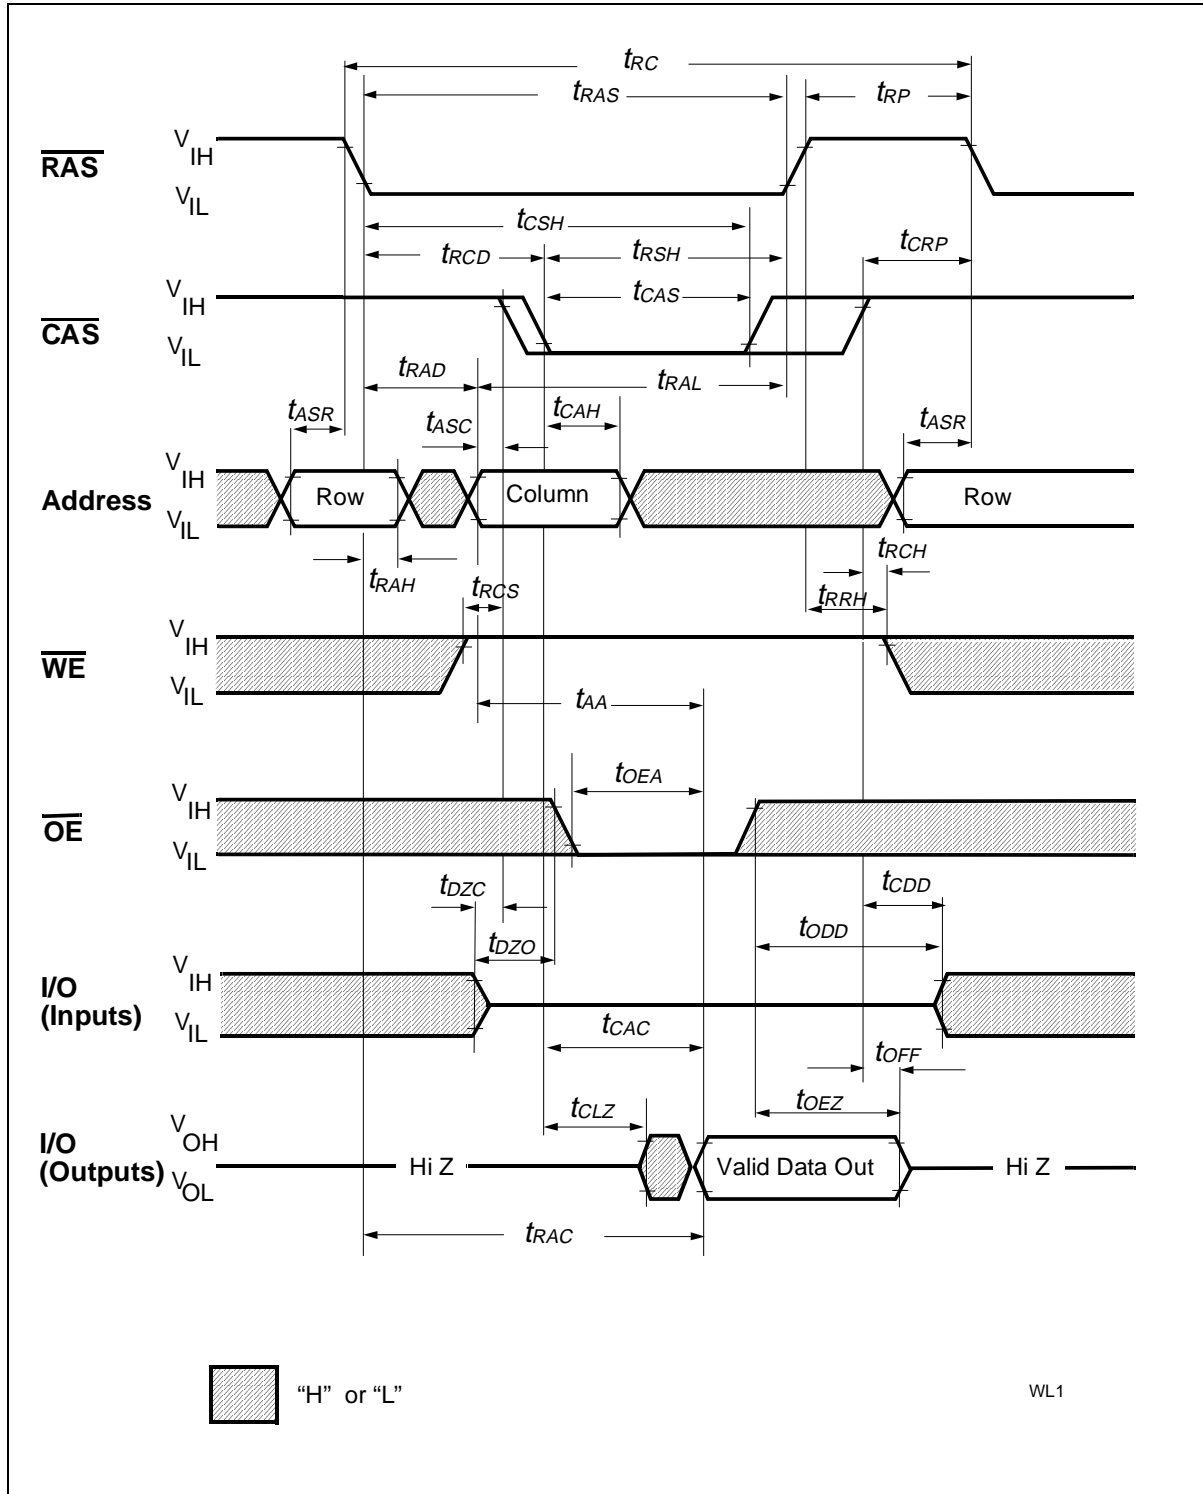 tRC
tRAS
tRP
RAS
VIH
VIL
tCSH
tRCD
tRSH
tCRP
CAS
VIH
VIL
tCAS
tRAD
tRAL
tASR
tASC
tCAH
tASR
Address
VIH
VIL
Row
Column
Row
tRAH
tRCS
tRCH
tRRH
WE
VIH
VIL
tAA
tOEA
OE
VIH
VIL
tDZC
tCDD
tDZO
tODD
I/O
(Inputs)
VIH
VIL
tCAC
tOFF
tCLZ
tOEZ
I/O
(Outputs)
VOH
VOL
Hi Z
Valid Data Out
Hi Z
tRAC
“H” or “L”
WL1